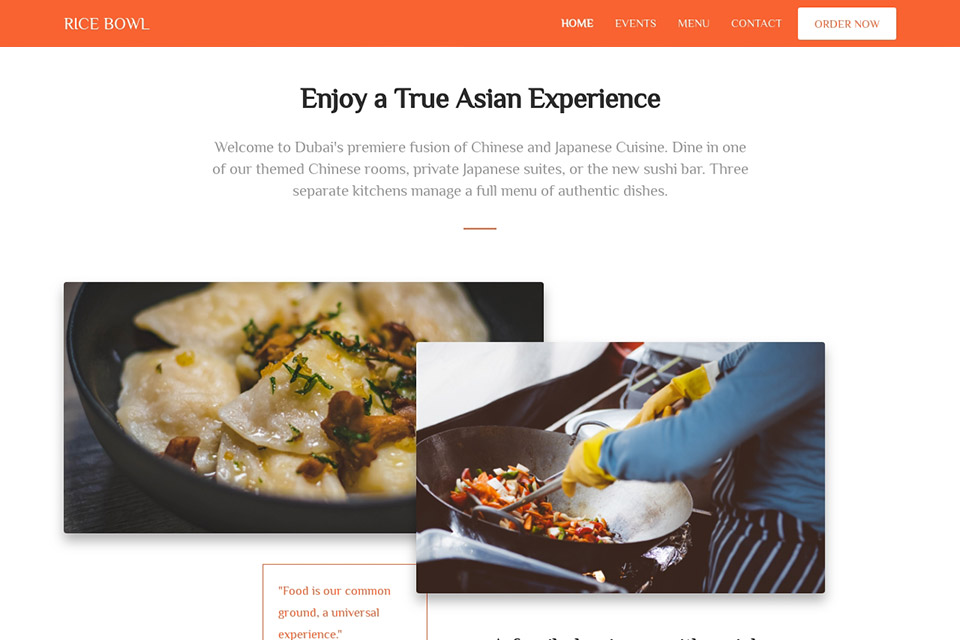 RICE BOWL
HOME EVENTS MENU CONTACT ORDER NOW
Enjoy a True Asian Experience
Welcome to Dubai's premiere fusion of Chinese and Japanese Cuisine. Dine in one
of our themed Chinese rooms, private Japanese suites, or the new sushi bar. Three
separate kitchens manage a full menu of authentic dishes.
"Food is our common
ground, a universal
experience."